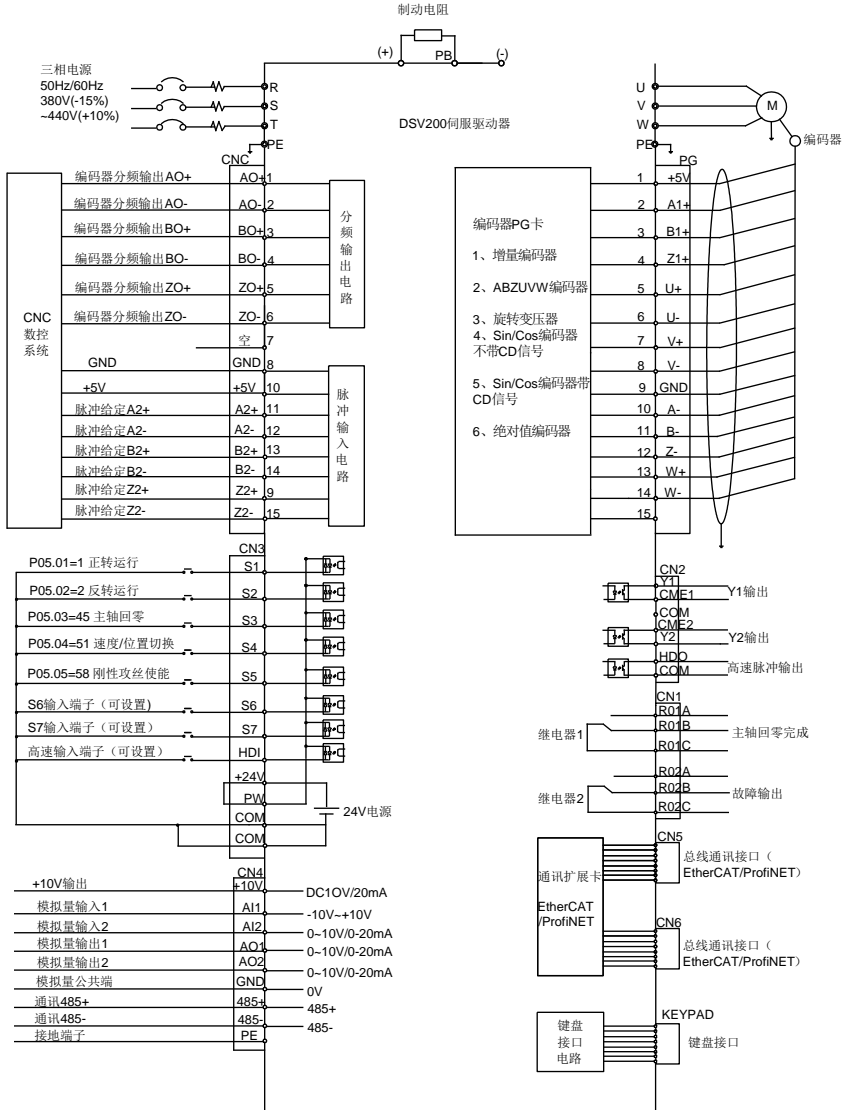 制动电阻
(+)
PB
(-)
三相电源
50Hz/60Hz
380V(-15%)
~440V(+10%)
R
S
T
PE
DSV200伺服驱动器
U
V
W
PE
M
编码器
CNC
CNC
数控
系统
编码器分频输出AO+
AO+
1
编码器分频输出AO-
AO-
2
编码器分频输出BO+
BO+
3
编码器分频输出BO-
BO-
4
编码器分频输出ZO+
ZO+
5
编码器分频输出ZO-
ZO-
6
空
7
GND
GND
8
+5V
+5V
10
脉冲给定A2+
A2+
11
脉冲给定A2-
A2-
12
脉冲给定B2+
B2+
13
脉冲给定B2-
B2-
14
脉冲给定Z2+
Z2+
9
脉冲给定Z2-
Z2-
15
分频输出电路
脉冲输入电路
编码器PG卡
1、增量编码器
2、ABZUVW编码器
3、旋转变压器
4、Sin/Cos编码器
不带CD信号
5、Sin/Cos编码器带
CD信号
6、绝对值编码器
PG
1
+5V
2
A1+
3
B1+
4
Z1+
5
U+
6
U-
7
V+
8
V-
9
GND
10
A-
11
B-
12
Z-
13
W+
14
W-
15
CN3
P05.01=1 正转运行
S1
P05.02=2 反转运行
S2
P05.03=45 主轴回零
S3
P05.04=51 速度/位置切换
S4
P05.05=58 刚性攻丝使能
S5
S6输入端子（可设置)
S6
S7输入端子（可设置）
S7
高速输入端子（可设置）
HDI
+24V
PW
COM
COM
24V电源
CN4
+10V输出
+10V
DC1OV/20mA
模拟量输入1
AI1
-10V~+10V
模拟量输入2
AI2
0~10V/0-20mA
模拟量输出1
AO1
0~10V/0-20mA
模拟量输出2
AO2
0~10V/0-20mA
模拟量公共端
GND
0V
通讯485+
485+
485+
通讯485-
485-
485-
接地端子
PE
CN2
Y1
CME1
Y1输出
COM
CME2
Y2
Y2输出
HDO
COM
高速脉冲输出
CN1
继电器1
R01A
R01B
R01C
主轴回零完成
继电器2
R02A
R02B
R02C
故障输出
通讯扩展卡
EtherCAT
/ProfiNET
CN5
总线通讯接口（
EtherCAT/ProfiNET）
CN6
总线通讯接口（
EtherCAT/ProfiNET）
键盘
接口
电路
KEYPAD
键盘接口